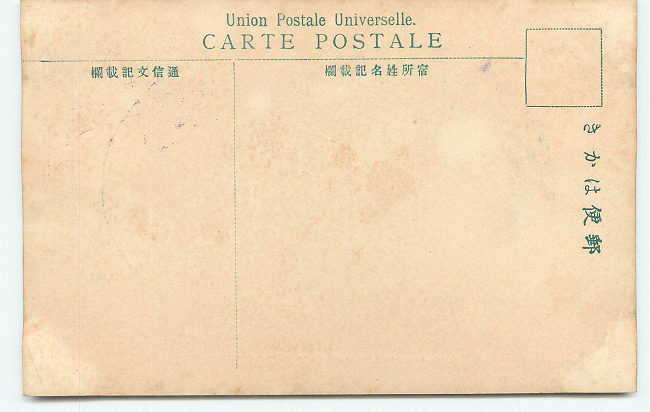 Union Postale Universelle.
CARTE POSTALE
宿所姓名記載欄
通信文記載欄
郵便はかき